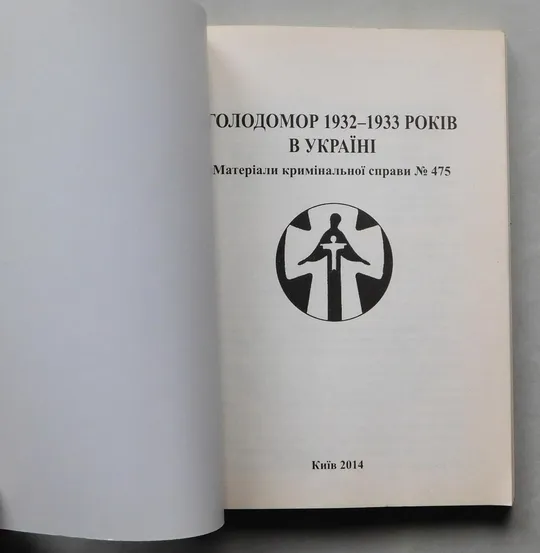 ГОЛОДОМОР 1932–1933 РОКІВ
В УКРАЇНІ
Матеріали кримінальної справи № 475
Київ 2014